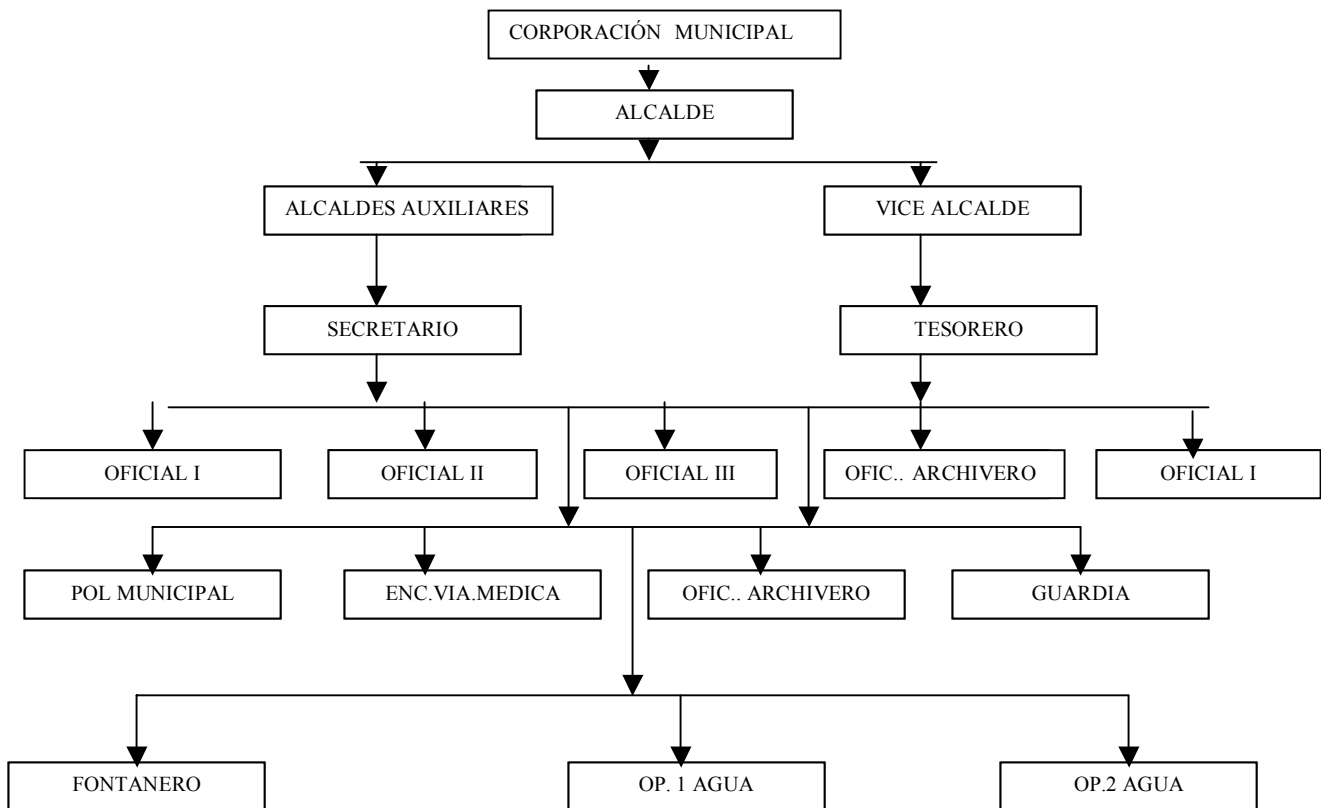 CORPORACIÓN MUNICIPAL
ALCALDE
ALCALDES AUXILIARES
VICE ALCALDE
SECRETARIO
TESORERO
OFICIAL I
OFICIAL II
OFICIAL III
OFIC.. ARCHIVERO
OFICIAL I
POL MUNICIPAL
ENC.VIA.MEDICA
OFIC.. ARCHIVERO
GUARDIA
FONTANERO
OP. 1 AGUA
OP.2 AGUA